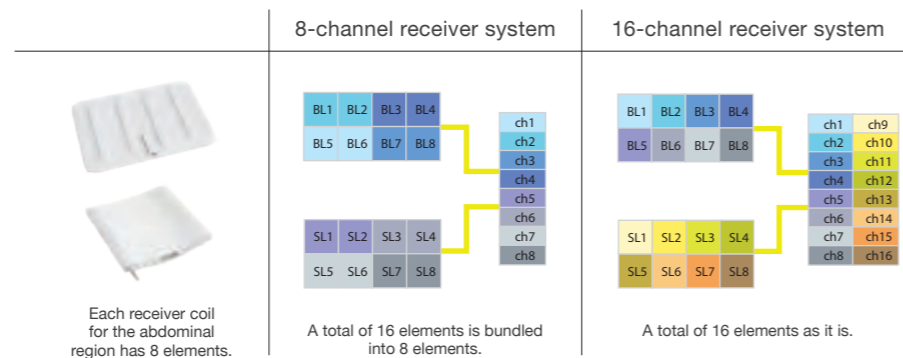 8-channel receiver system
16-channel receiver system
BL1 BL2 BL3 BL4
BL5 BL6 BL7 BL8
SL1 SL2 SL3 SL4
SL5 SL6 SL7 SL8
ch1
ch2
ch3
ch4
ch5
ch6
ch7
ch8
BL1 BL2 BL3 BL4
BL5 BL6 BL7 BL8
SL1 SL2 SL3 SL4
SL5 SL6 SL7 SL8
ch1 ch9
ch2 ch10
ch3 ch11
ch4 ch12
ch5 ch13
ch6 ch14
ch7 ch15
ch8 ch16
Each receiver coil
for the abdominal
region has 8 elements.
A total of 16 elements is bundled
into 8 elements.
A total of 16 elements as it is.